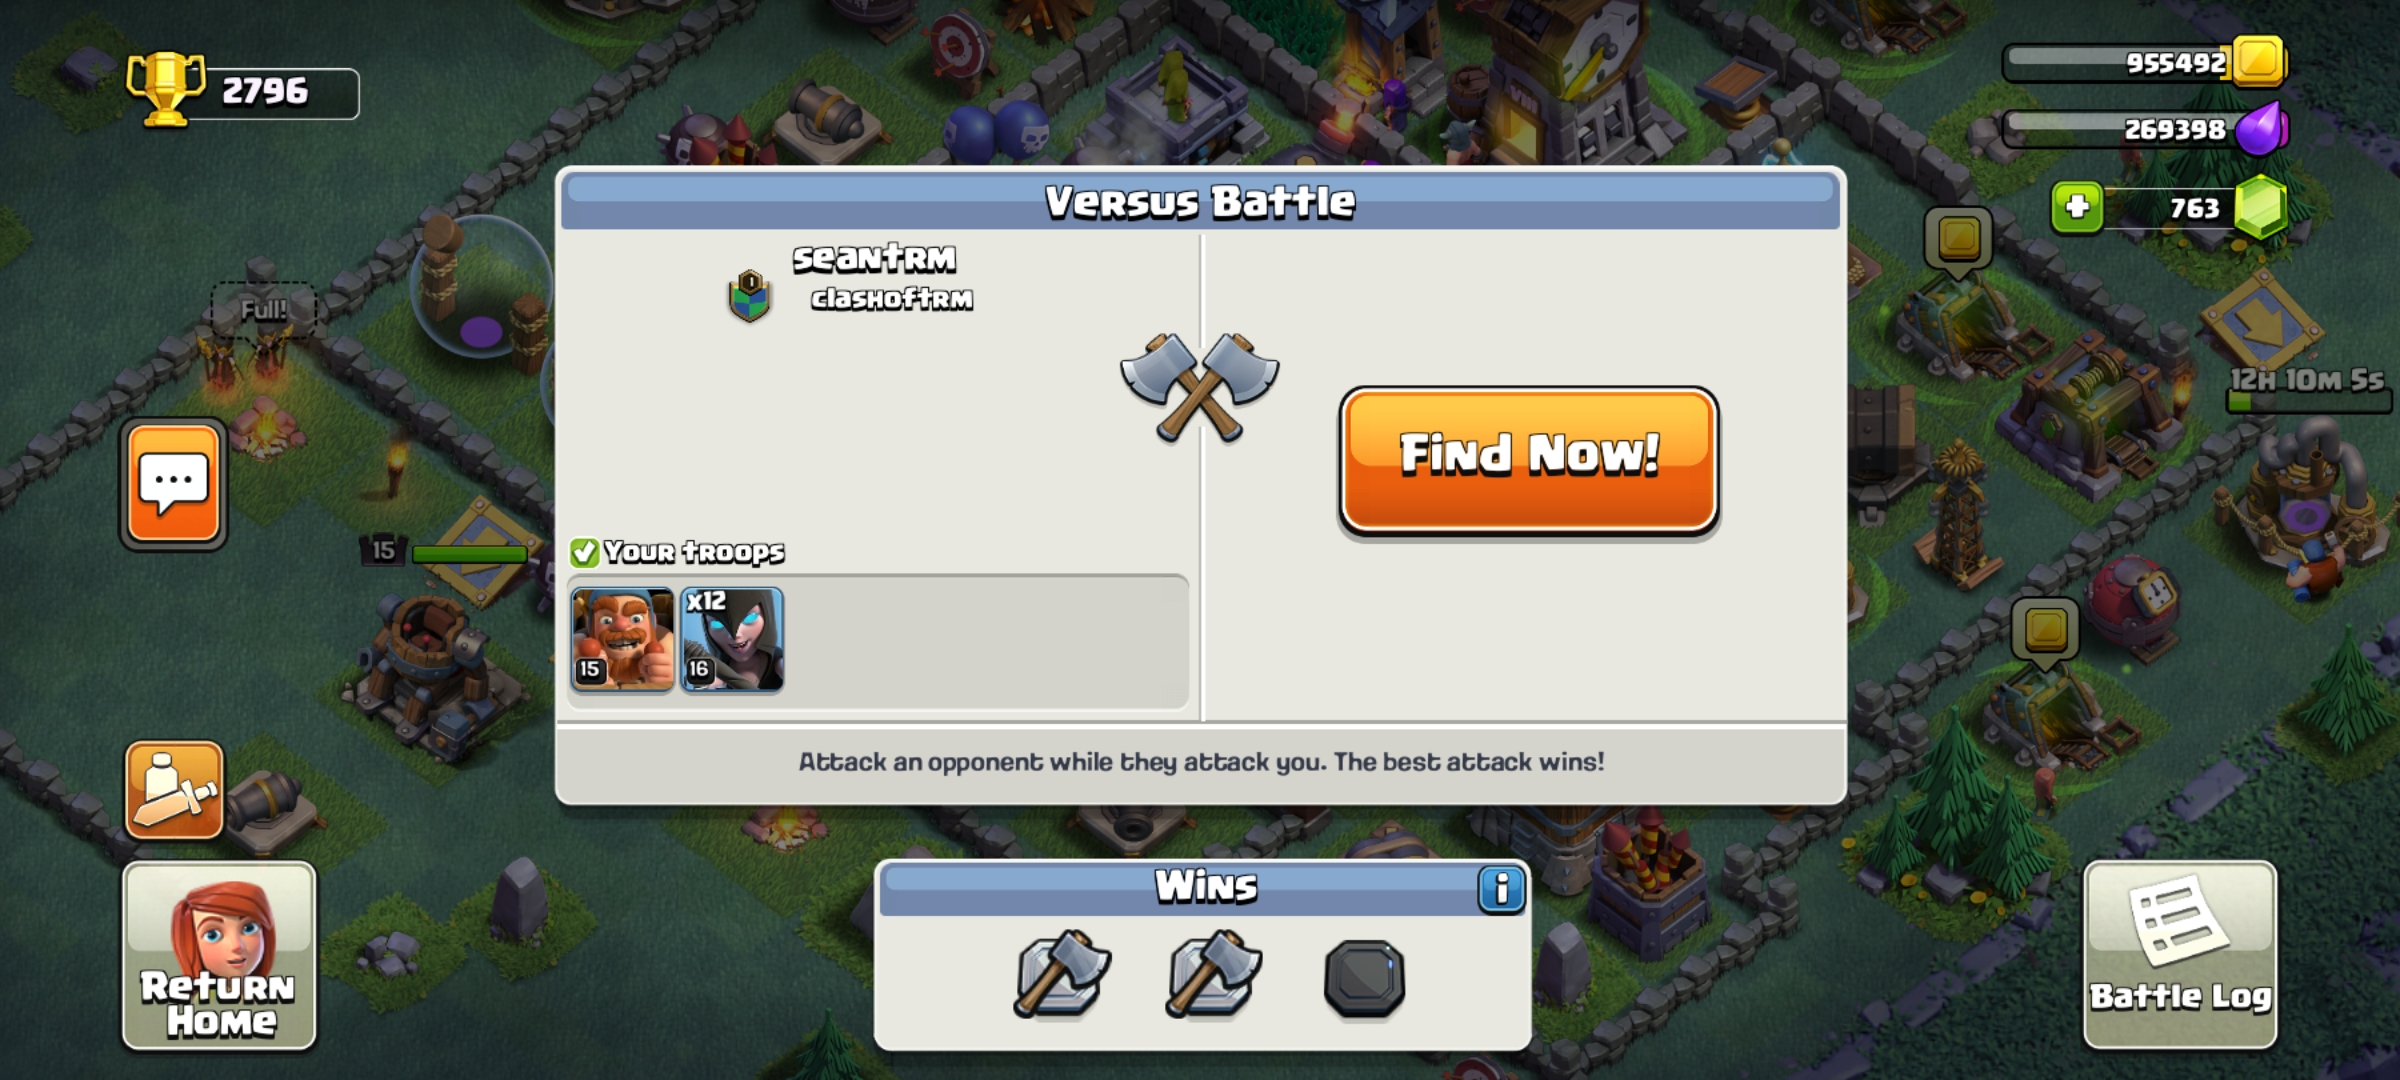 2796
955492
269398
763
Full!
12H 10M 5s
15
Versus Battle
seantrm
clashoftrm
1
Find Now!
Your troops
15
x12
16
Attack an opponent while they attack you. The best attack wins!
Wins
i
Return
Home
Battle Log